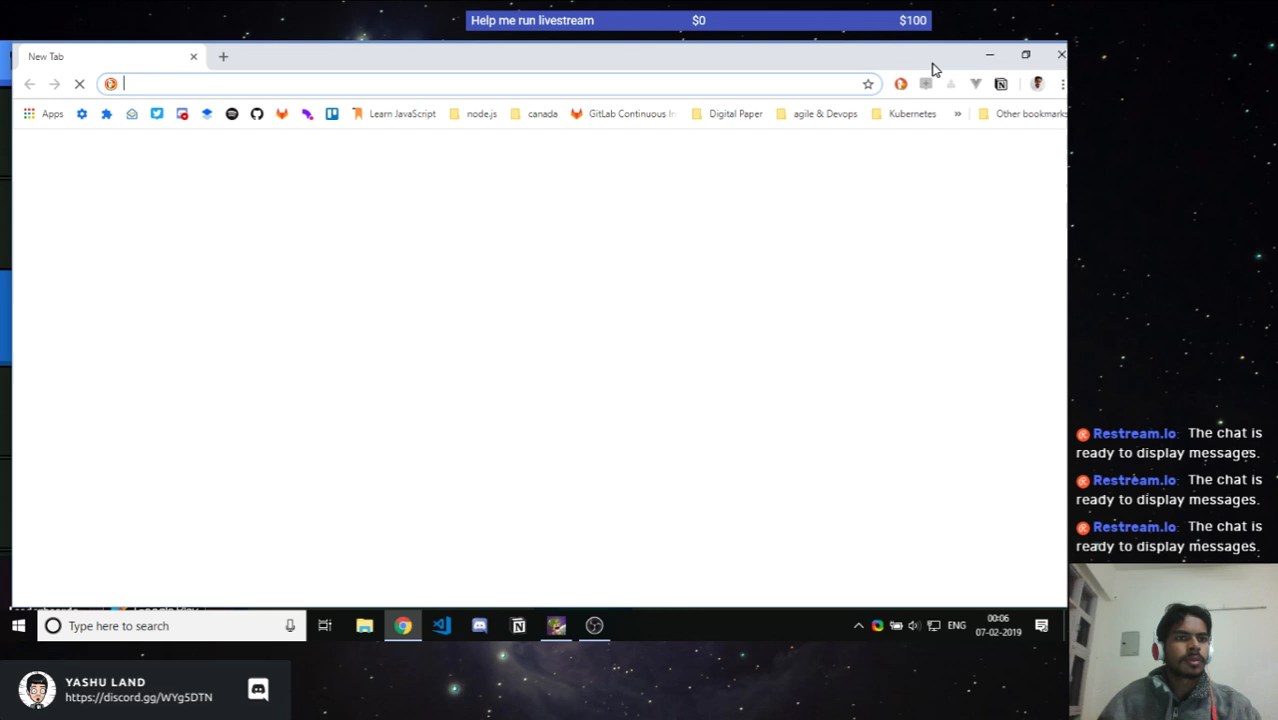 Help me run livestream $0 $100
New Tab
Apps Learn JavaScript node.js canada GitLab Continuous In Digital Paper agile & Devops Kubernetes » Other bookmarks
Restream.Io: The chat is
ready to display messages.
Restream.Io: The chat is
ready to display messages.
Restream.Io: The chat is
ready to display messages.
Type here to search
ENG
00:06
07-02-2019
YASHU LAND
https://discord.gg/WYg5DTN